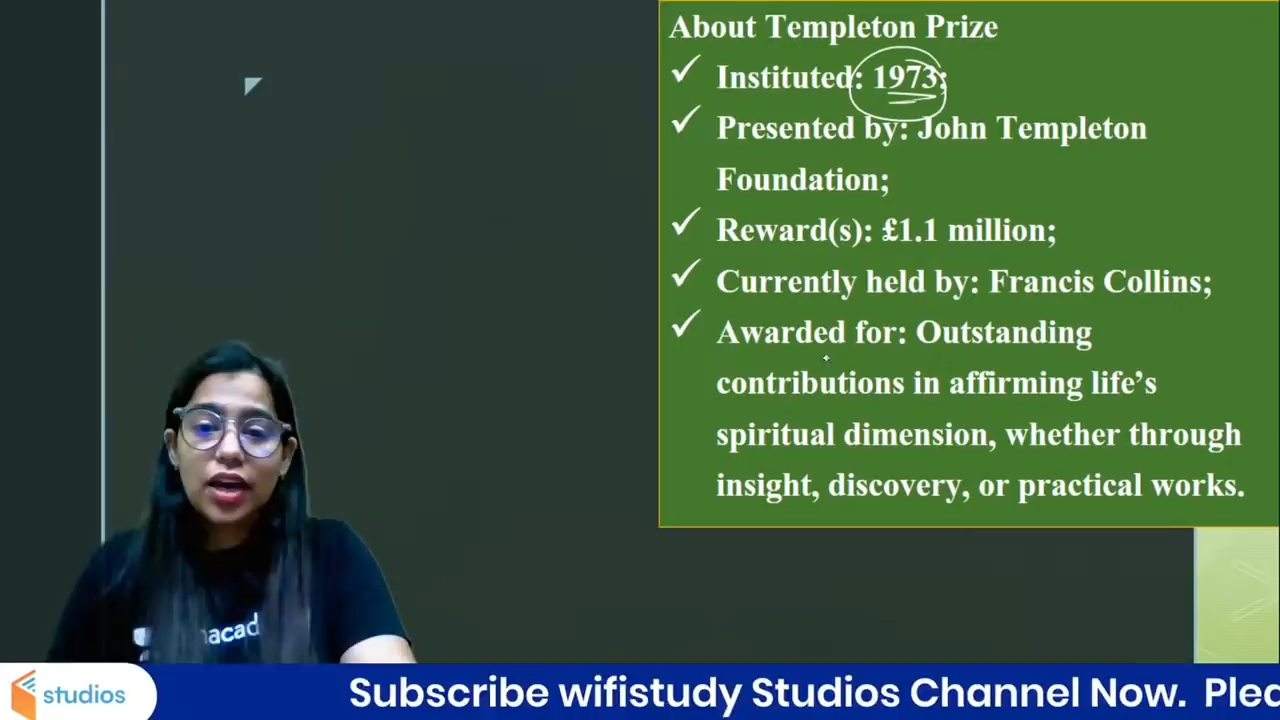 About Templeton Prize
✓ Instituted: 1973;
✓ Presented by: John Templeton
Foundation;
✓ Reward(s): £1.1 million;
✓ Currently held by: Francis Collins;
✓ Awarded for: Outstanding
contributions in affirming life’s
spiritual dimension, whether through
insight, discovery, or practical works.
nacad
studios
Subscribe wifistudy Studios Channel Now. Plea